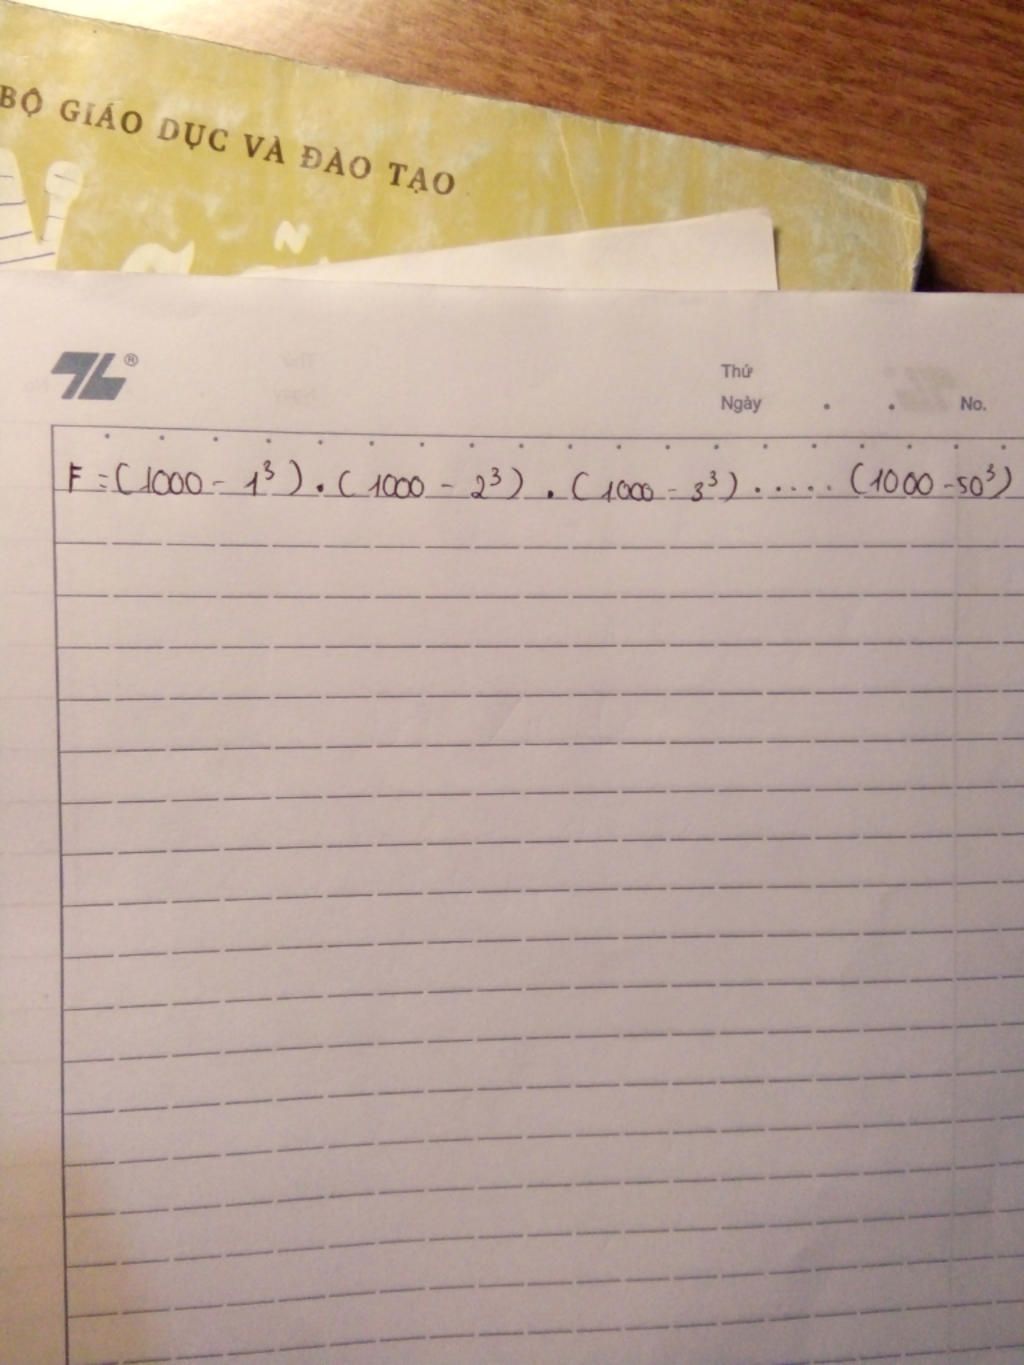 BỘ GIÁO DỤC VÀ ĐÀO TẠO
®
Thứ
Ngày . . No.
F = (1000 - 1³) . (1000 - 2³) . (1000 - 3³) ..... (1000 - 50³)